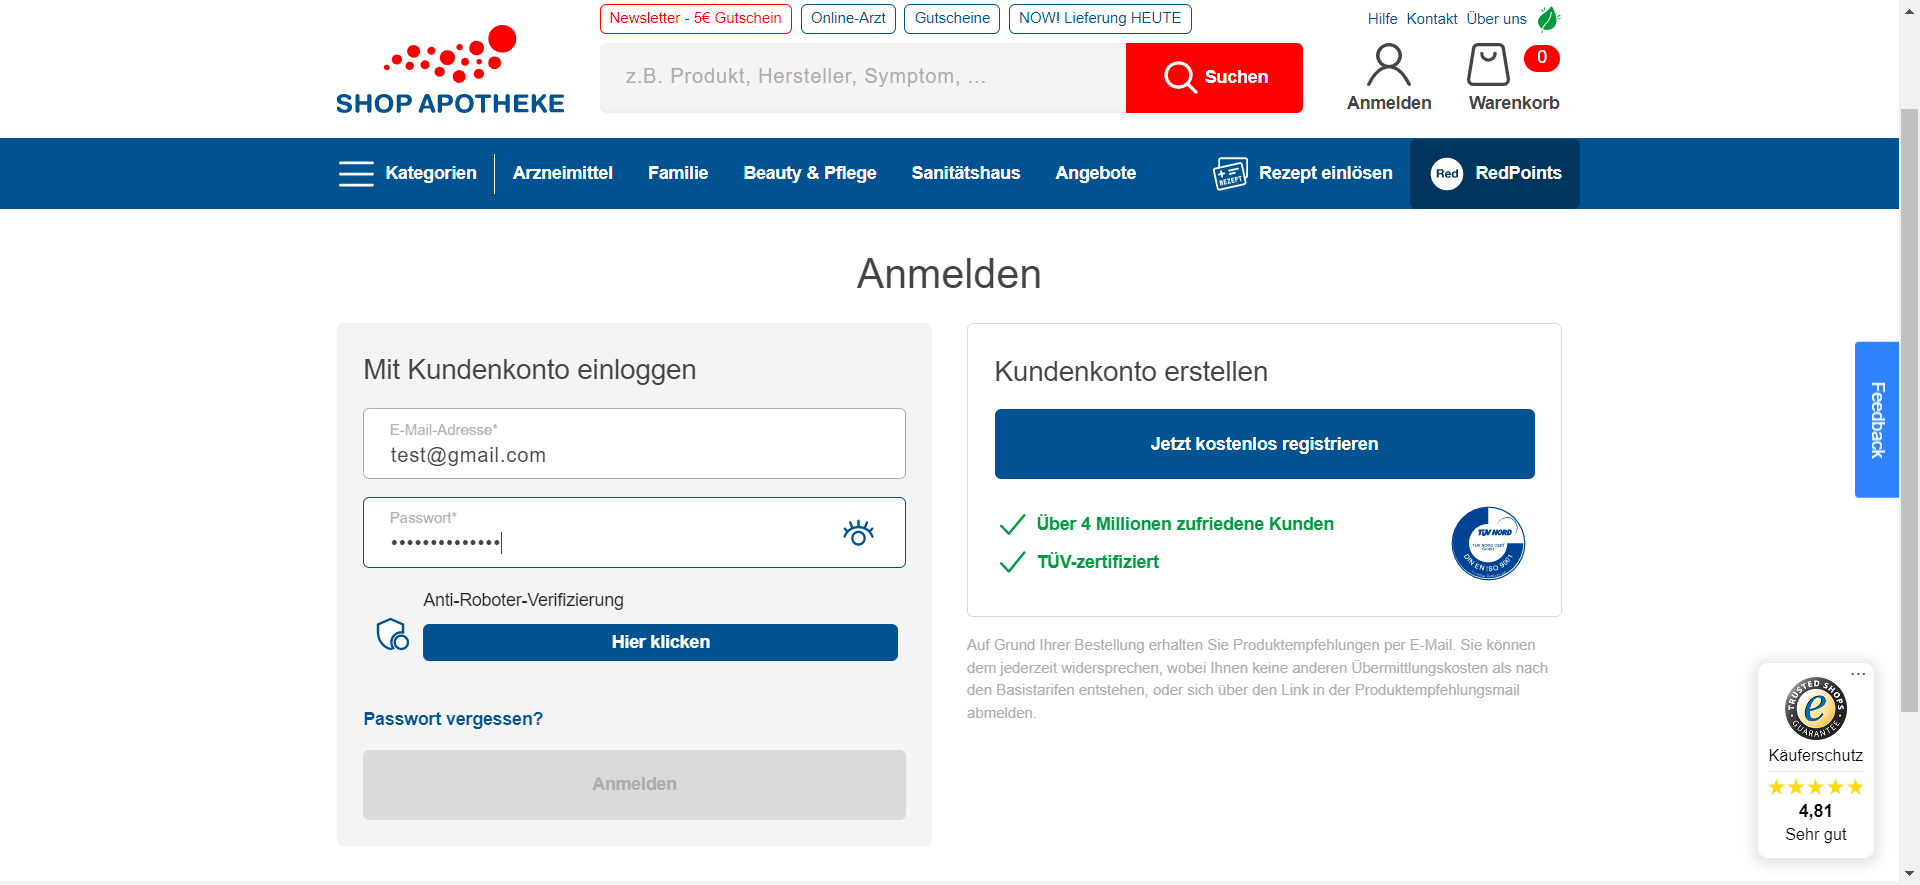 Newsletter - 5€ Gutschein
Online-Arzt
Gutscheine
NOW! Lieferung HEUTE
Hilfe
Kontakt
Über uns
SHOP APOTHEKE
z.B. Produkt, Hersteller, Symptom, ...
Suchen
Anmelden
0
Warenkorb
Kategorien
Arzneimittel
Familie
Beauty & Pflege
Sanitätshaus
Angebote
REZEPT
Rezept einlösen
Red
RedPoints
Anmelden
Mit Kundenkonto einloggen
E-Mail-Adresse*
test@gmail.com
Passwort*
••••••••••••••
Anti-Roboter-Verifizierung
Hier klicken
Passwort vergessen?
Anmelden
Kundenkonto erstellen
Jetzt kostenlos registrieren
Über 4 Millionen zufriedene Kunden
TÜV-zertifiziert
TÜV NORD
TÜV NORD CERT
GmbH
DIN EN ISO 9001
Auf Grund Ihrer Bestellung erhalten Sie Produktempfehlungen per E-Mail. Sie können
dem jederzeit widersprechen, wobei Ihnen keine anderen Übermittlungskosten als nach
den Basistarifen entstehen, oder sich über den Link in der Produktempfehlungsmail
abmelden.
Feedback
...
TRUSTED SHOPS
e
GUARANTEE
Käuferschutz
4,81
Sehr gut